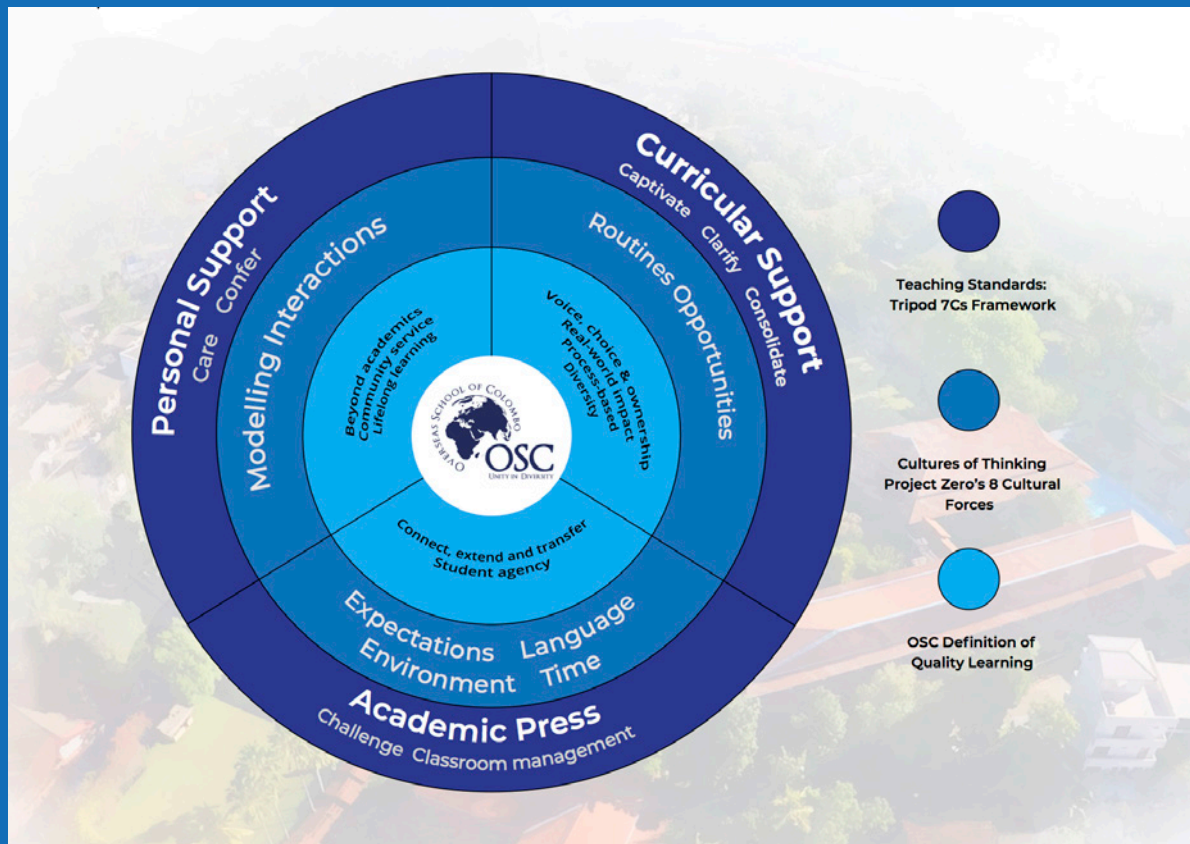 Personal Support
Care Confer
Modelling Interactions
Beyond academics
Community service
Lifelong learning
Curricular Support
Captivate Clarify Consolidate
Routines Opportunities
Voice, choice & ownership
Real-world impact
Process-based
Diversity
OVERSEAS SCHOOL OF COLOMBO
OSC
UNITY IN DIVERSITY
Connect, extend and transfer
Student agency
Expectations Language
Environment Time
Academic Press
Challenge Classroom management
Teaching Standards:
Tripod 7Cs Framework
Cultures of Thinking
Project Zero's 8 Cultural
Forces
OSC Definition of
Quality Learning